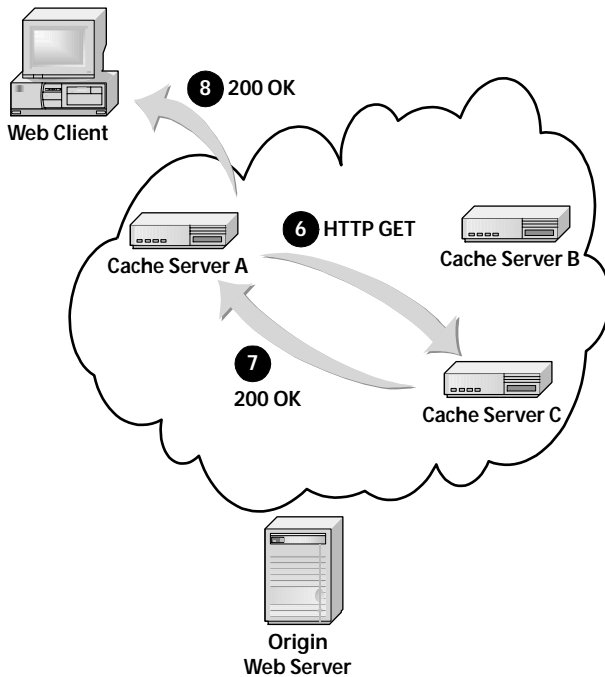 8 200 OK
Web Client
6 HTTP GET
Cache Server A
Cache Server B
7
200 OK
Cache Server C
Origin
Web Server